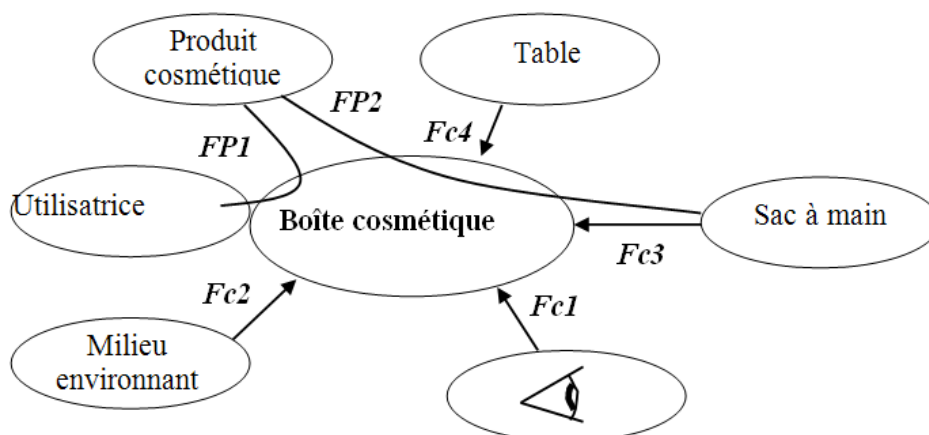 Produit
cosmétique
Table
FP2
Fc4
FP1
Utilisatrice
Boîte cosmétique
Sac à main
Fc3
Fc2
Fc1
Milieu
environnant